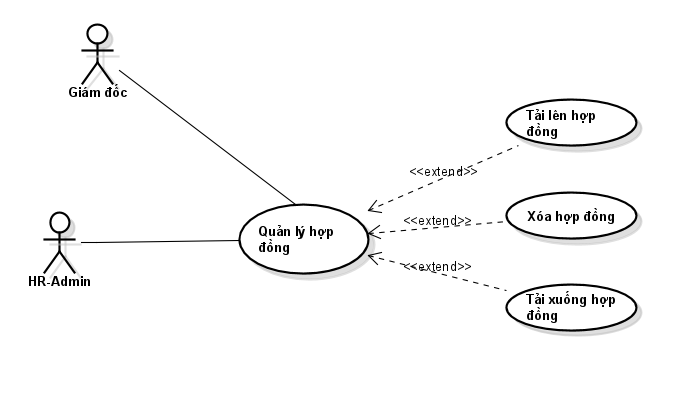 Giám đốc
HR-Admin
Quản lý hợp
đồng
<<extend>>
<<extend>>
<<extend>>
Tải lên hợp
đồng
Xóa hợp đồng
Tải xuống hợp
đồng